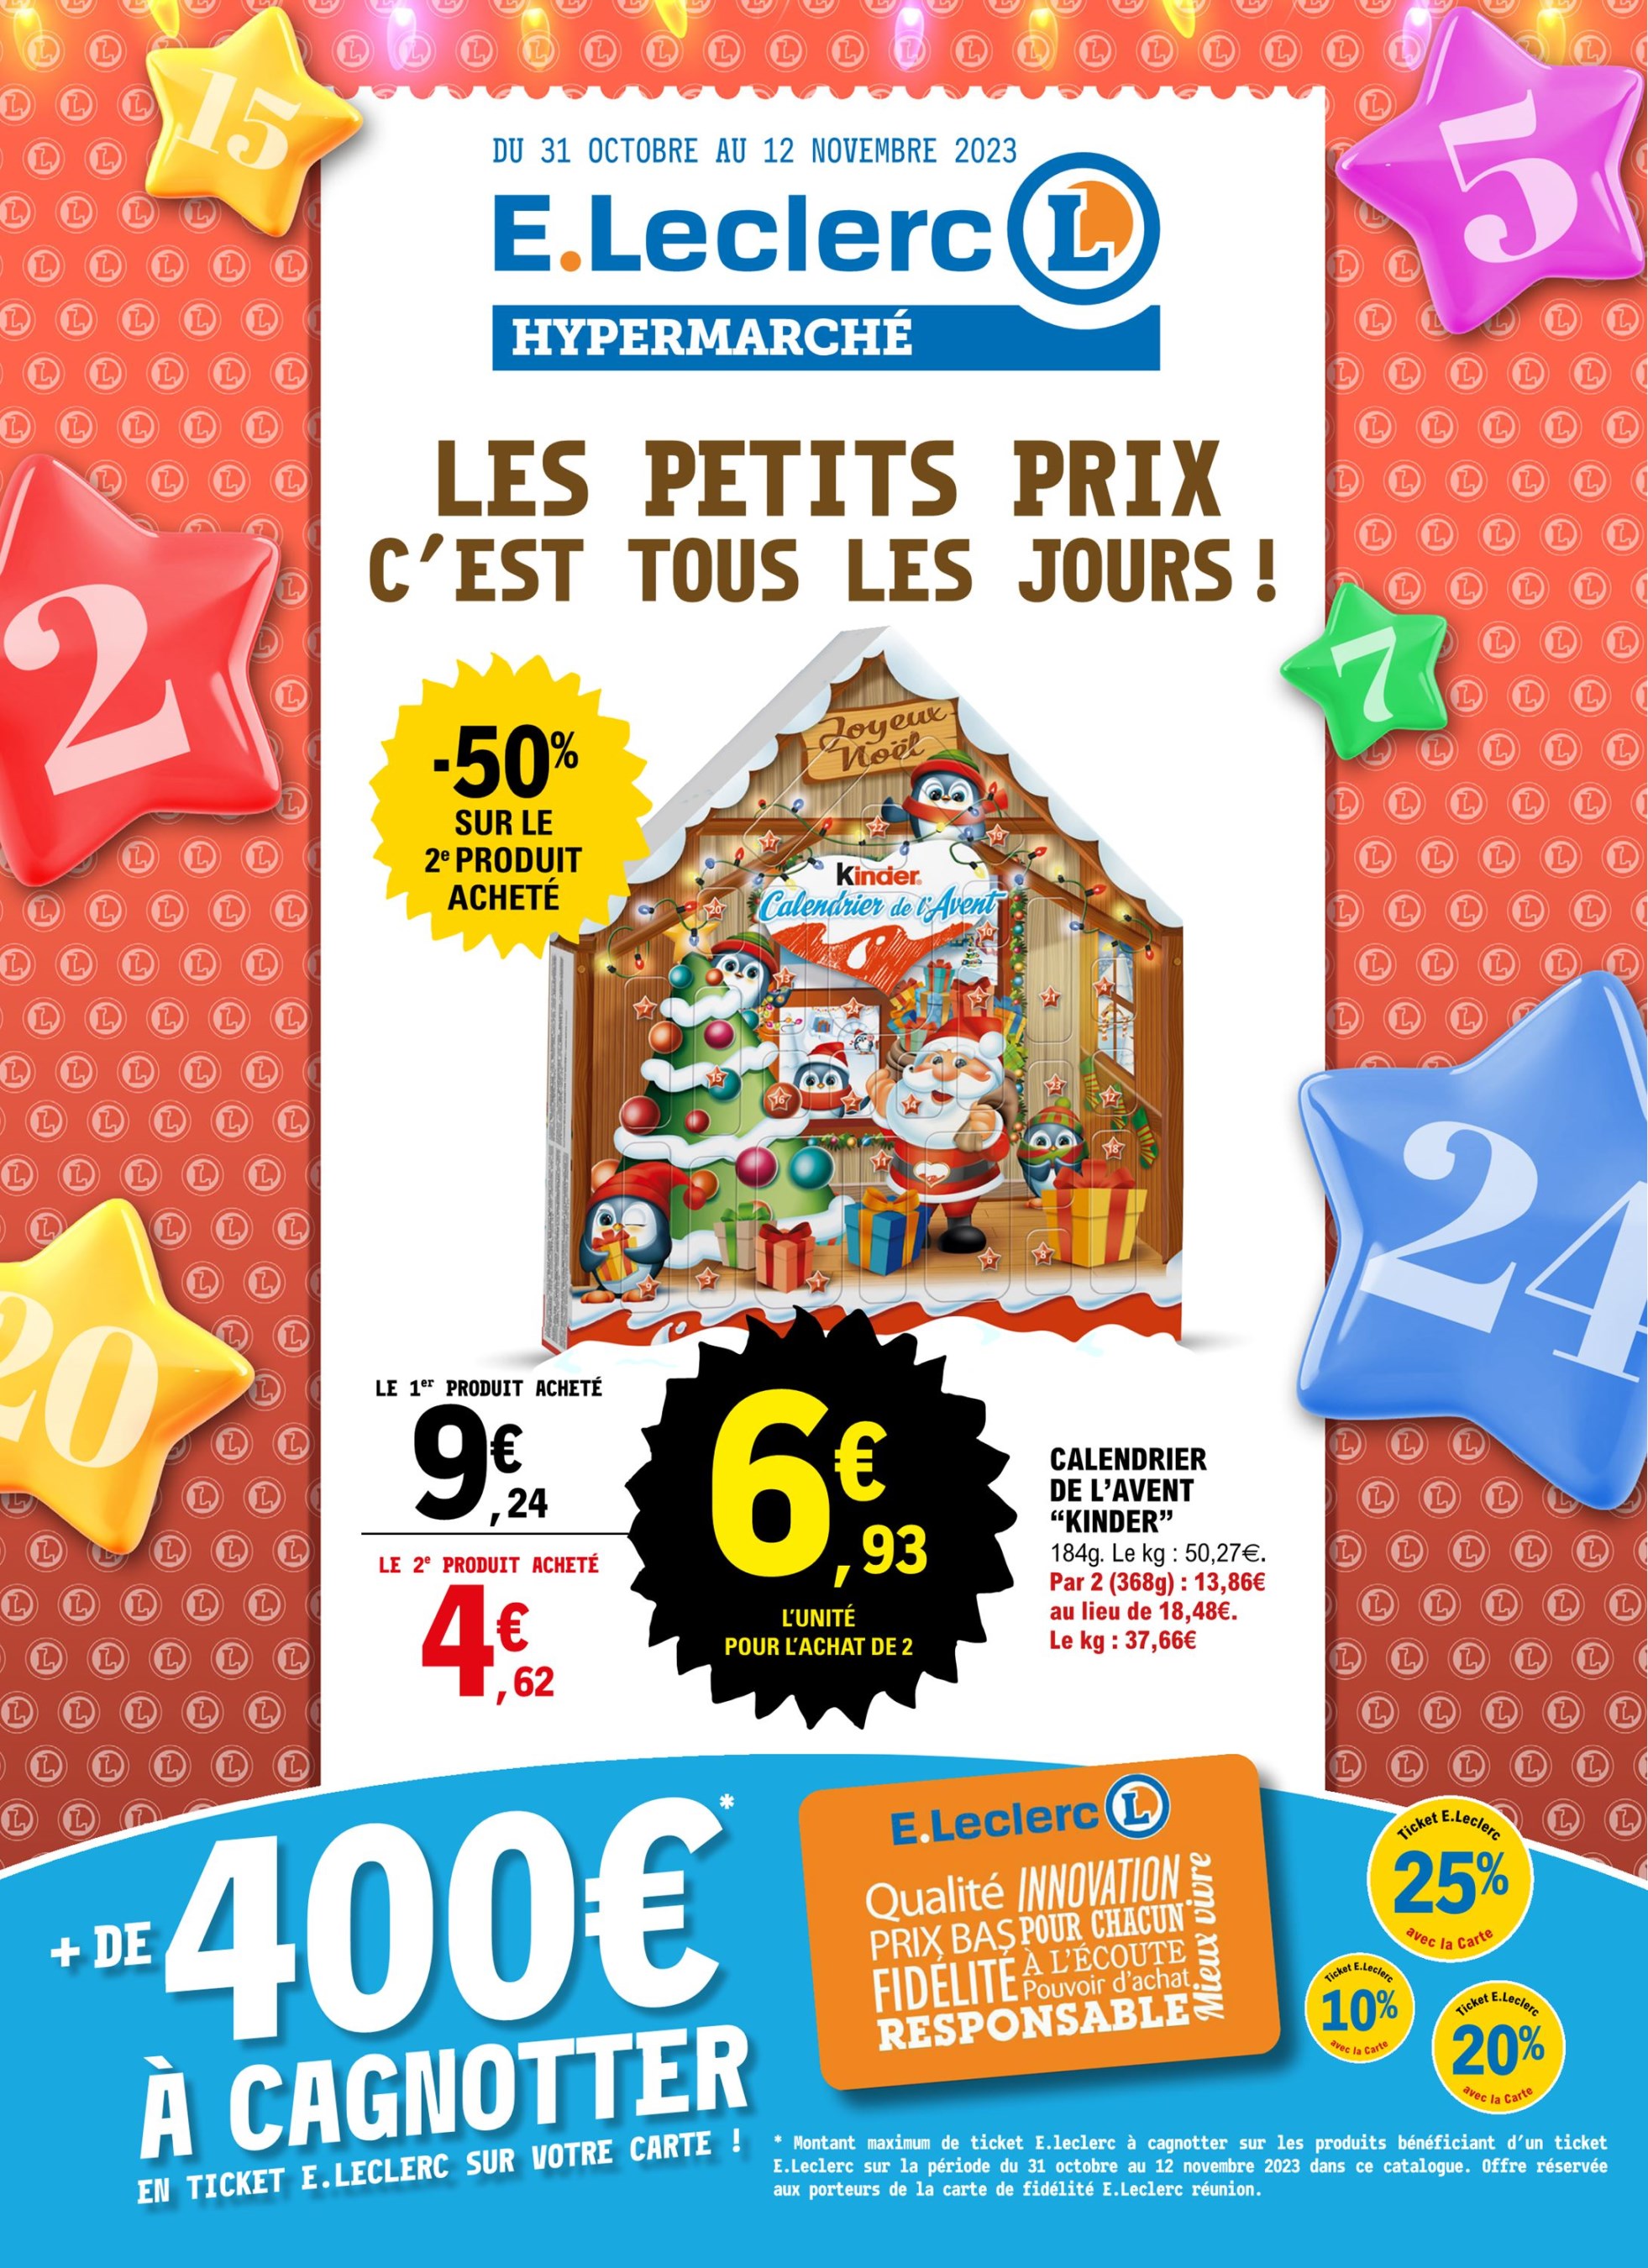 15
5
DU 31 OCTOBRE AU 12 NOVEMBRE 2023
E.Leclerc L
HYPERMARCHÉ
LES PETITS PRIX
C'EST TOUS LES JOURS !
2
7
-50%
SUR LE
2e PRODUIT
ACHETÉ
Joyeux
Noël
Kinder
Calendrier de l'Avent
24
20
LE 1er PRODUIT ACHETÉ
9€,24
LE 2e PRODUIT ACHETÉ
4€,62
6€,93
L'UNITÉ
POUR L'ACHAT DE 2
CALENDRIER
DE L'AVENT
“KINDER”
184g. Le kg : 50,27€.
Par 2 (368g) : 13,86€
au lieu de 18,48€.
Le kg : 37,66€
+ DE 400€*
À CAGNOTTER
EN TICKET E.LECLERC SUR VOTRE CARTE !
E.Leclerc L
Qualité INNOVATION
PRIX BAS POUR CHACUN
FIDÉLITÉ À L'ÉCOUTE
Pouvoir d'achat
RESPONSABLE
Mieux vivre
Ticket E.Leclerc
25%
avec la Carte
Ticket E.Leclerc
10%
avec la Carte
Ticket E.Leclerc
20%
avec la Carte
* Montant maximum de ticket E.leclerc à cagnotter sur les produits bénéficiant d'un ticket
E.Leclerc sur la période du 31 octobre au 12 novembre 2023 dans ce catalogue. Offre réservée
aux porteurs de la carte de fidélité E.Leclerc réunion.